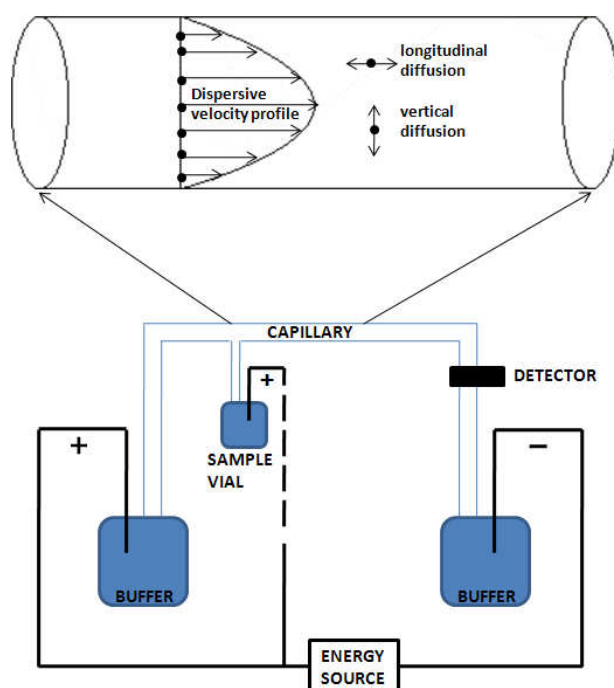 longitudinal
diffusion
Dispersive
velocity profile
vertical
diffusion
CAPILLARY
+
DETECTOR
+
SAMPLE
VIAL
−
BUFFER
BUFFER
ENERGY
SOURCE